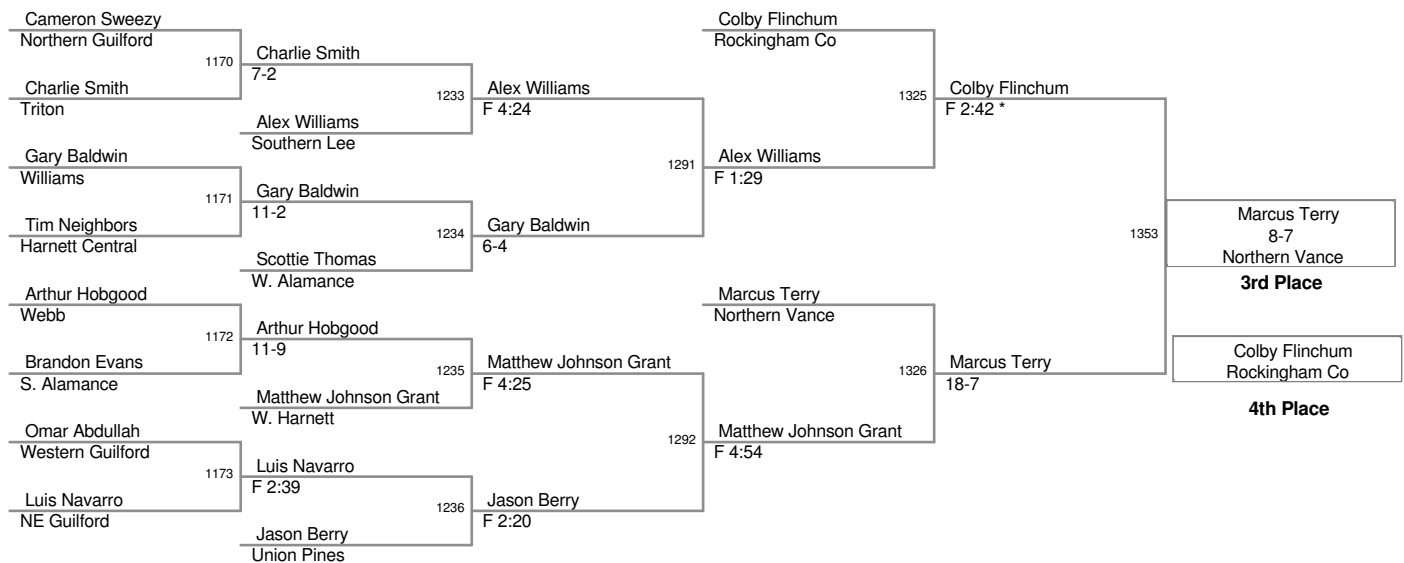 Cameron Sweezy
Northern Guilford
1170
Charlie Smith
Triton
Gary Baldwin
Williams
1171
Tim Neighbors
Harnett Central
Arthur Hobgood
Webb
1172
Brandon Evans
S. Alamance
Omar Abdullah
Western Guilford
1173
Luis Navarro
NE Guilford
Charlie Smith
7-2
1233
Alex Williams
Southern Lee
Gary Baldwin
11-2
1234
Scottie Thomas
W. Alamance
Arthur Hobgood
11-9
1235
Matthew Johnson Grant
W. Harnett
Luis Navarro
F 2:39
1236
Jason Berry
Union Pines
Alex Williams
F 4:24
1291
Gary Baldwin
6-4
Matthew Johnson Grant
F 4:25
1292
Jason Berry
F 2:20
Colby Flinchum
Rockingham Co
1325
Alex Williams
F 1:29
Marcus Terry
Northern Vance
1326
Matthew Johnson Grant
F 4:54
Colby Flinchum
F 2:42 *
1353
Marcus Terry
18-7
Marcus Terry
8-7
Northern Vance
3rd Place
Colby Flinchum
Rockingham Co
4th Place